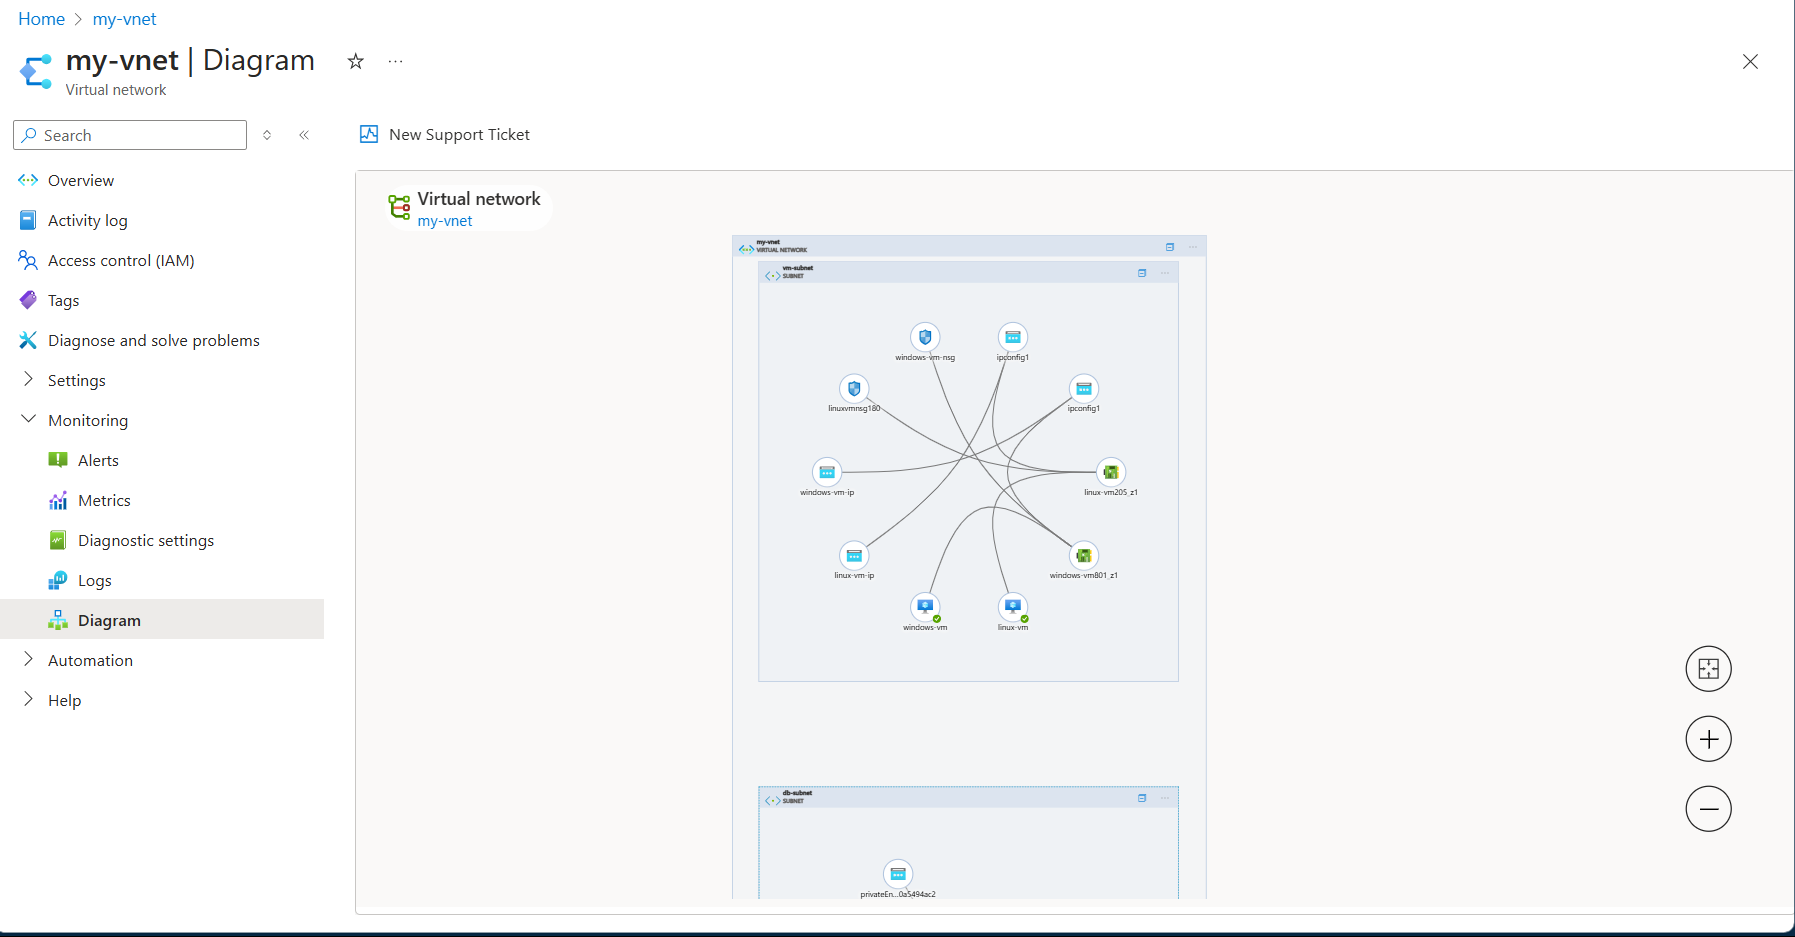 Home > my-vnet
my-vnet | Diagram
Virtual network
Search
New Support Ticket
Overview
Activity log
Access control (IAM)
Tags
Diagnose and solve problems
Settings
Monitoring
Alerts
Metrics
Diagnostic settings
Logs
Diagram
Automation
Help
Virtual network
my-vnet
my-vnet
VIRTUAL NETWORK
vm-subnet
SUBNET
windows-vm-nsg
ipconfig1
linuxvmnsg180
ipconfig1
windows-vm-ip
linux-vm205_z1
linux-vm-ip
windows-vm801_z1
windows-vm
linux-vm
db-subnet
SUBNET
privateEn...0a5494ac2